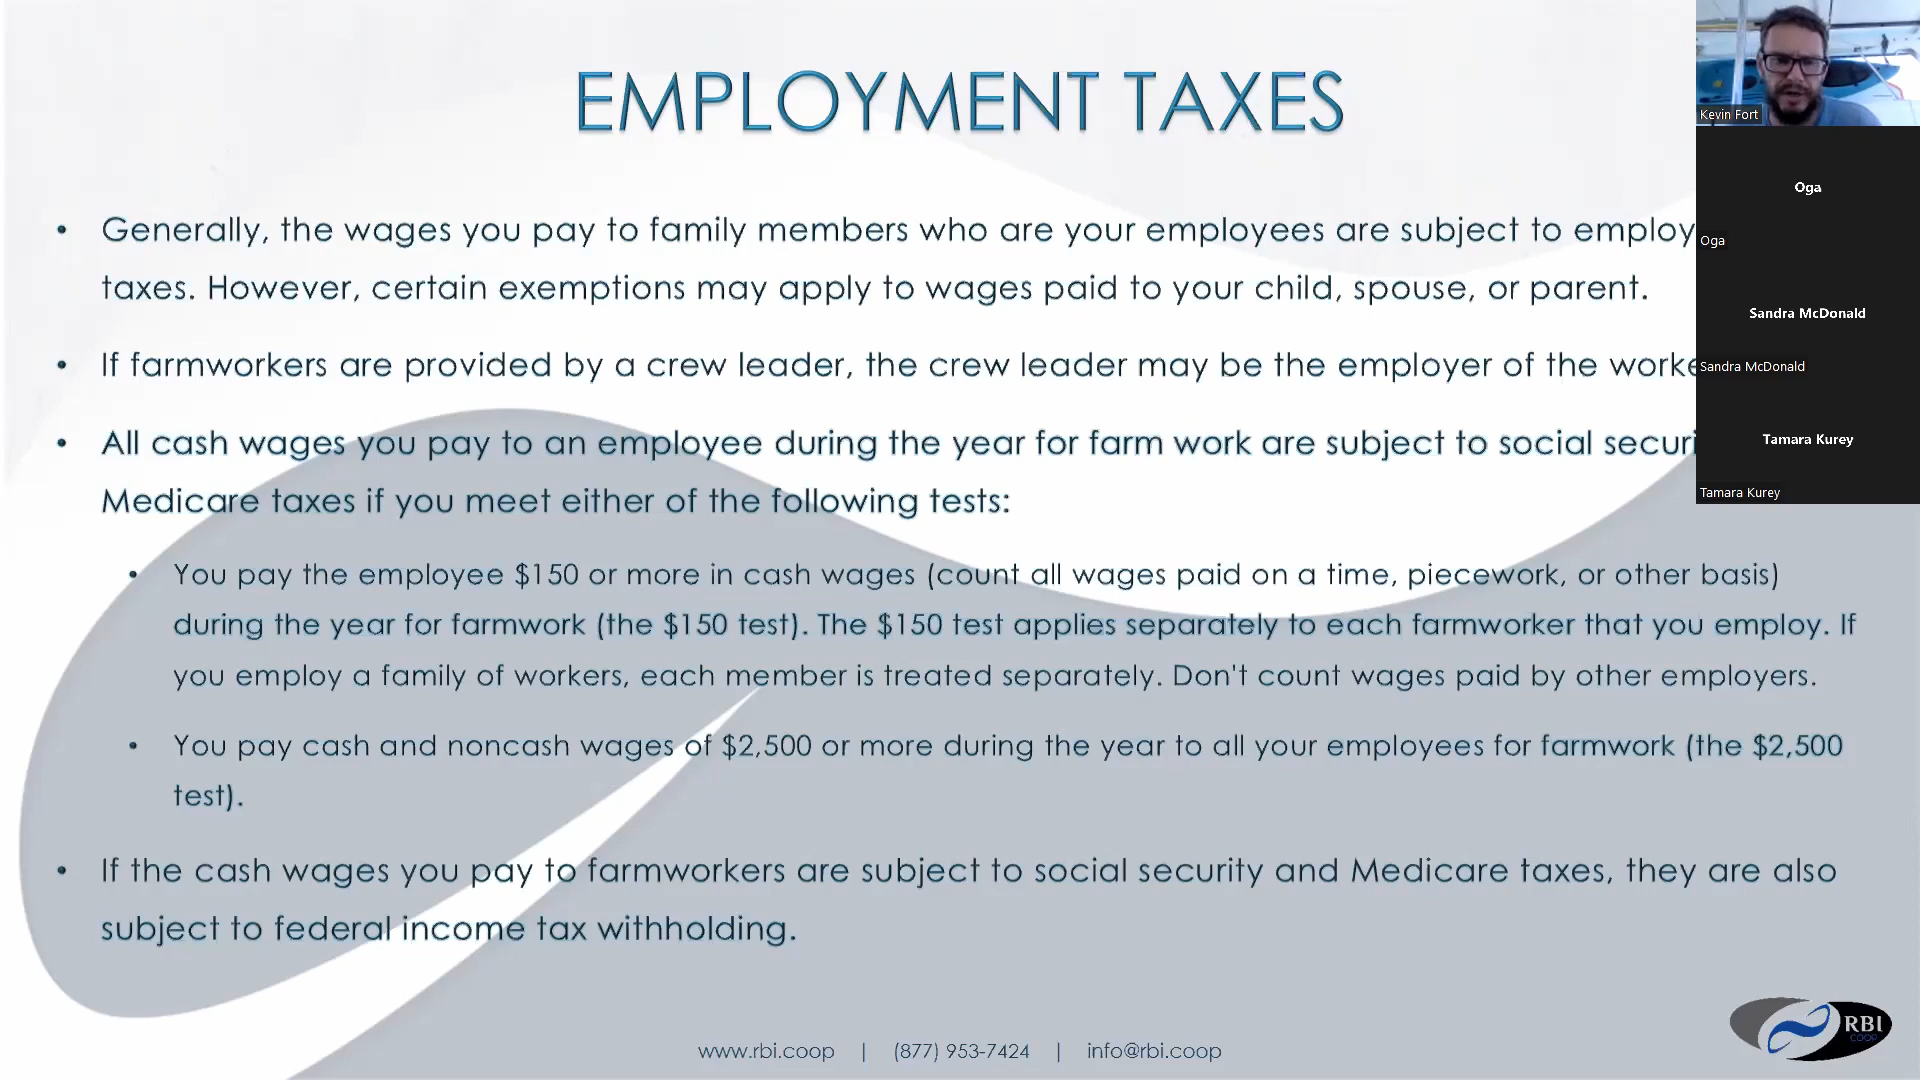 EMPLOYMENT TAXES
• Generally, the wages you pay to family members who are your employees are subject to employ
taxes. However, certain exemptions may apply to wages paid to your child, spouse, or parent.
• If farmworkers are provided by a crew leader, the crew leader may be the employer of the worke
• All cash wages you pay to an employee during the year for farm work are subject to social securi
Medicare taxes if you meet either of the following tests:
• You pay the employee $150 or more in cash wages (count all wages paid on a time, piecework, or other basis)
during the year for farmwork (the $150 test). The $150 test applies separately to each farmworker that you employ. If
you employ a family of workers, each member is treated separately. Don't count wages paid by other employers.
• You pay cash and noncash wages of $2,500 or more during the year to all your employees for farmwork (the $2,500
test).
• If the cash wages you pay to farmworkers are subject to social security and Medicare taxes, they are also
subject to federal income tax withholding.
www.rbi.coop | (877) 953-7424 | info@rbi.coop
RBI
COOP
Kevin Fort
Oga
Oga
Sandra McDonald
Sandra McDonald
Tamara Kurey
Tamara Kurey